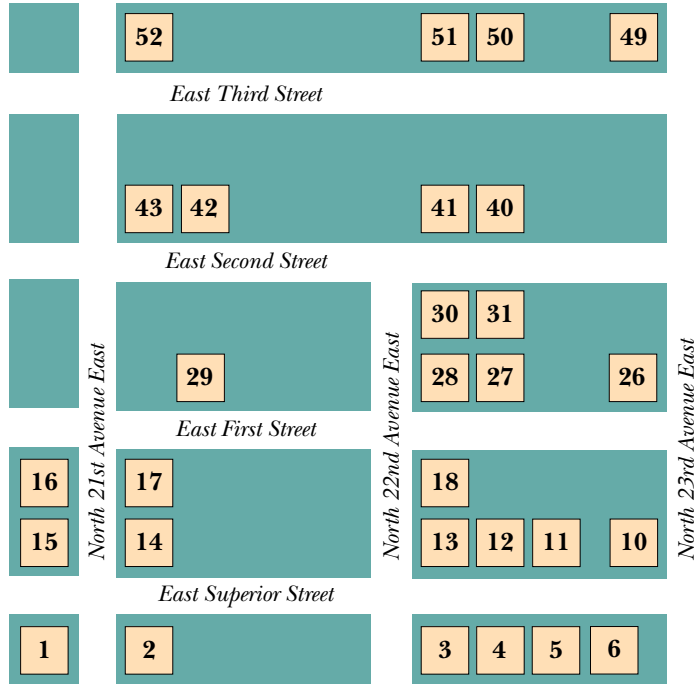 52 51 50 49
East Third Street
43 42 41 40
East Second Street
30 31
29 28 27 26
East First Street
16 17 18
15 14 13 12 11 10
East Superior Street
1 2 3 4 5 6
North 21st Avenue East
North 22nd Avenue East
North 23rd Avenue East